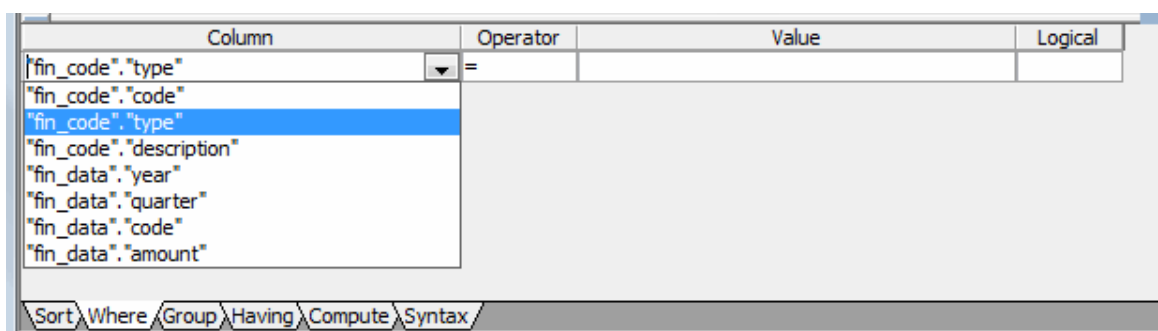 Column Operator Value Logical
"fin_code"."type" =
"fin_code"."code"
"fin_code"."type"
"fin_code"."description"
"fin_data"."year"
"fin_data"."quarter"
"fin_data"."code"
"fin_data"."amount"
Sort Where Group Having Compute Syntax